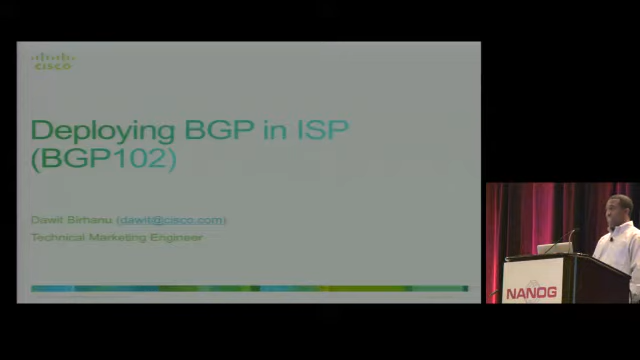 CISCO
Deploying BGP in ISP
(BGP102)
Dawit Birhanu (dawit@cisco.com)
Technical Marketing Engineer
NANOG